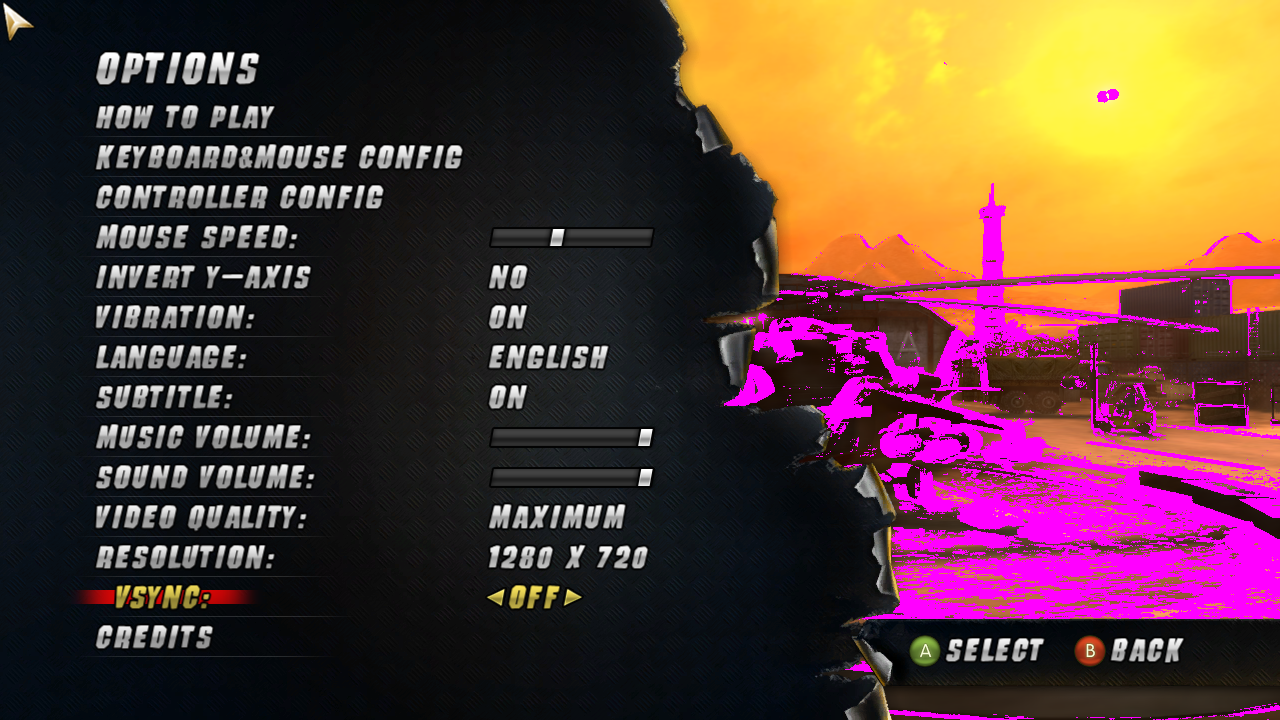 OPTIONS
HOW TO PLAY
KEYBOARD&MOUSE CONFIG
CONTROLLER CONFIG
MOUSE SPEED:
INVERT Y-AXIS NO
VIBRATION: ON
LANGUAGE: ENGLISH
SUBTITLE: ON
MUSIC VOLUME:
SOUND VOLUME:
VIDEO QUALITY: MAXIMUM
RESOLUTION: 1280 X 720
VSYNC: OFF
CREDITS
A SELECT B BACK
A